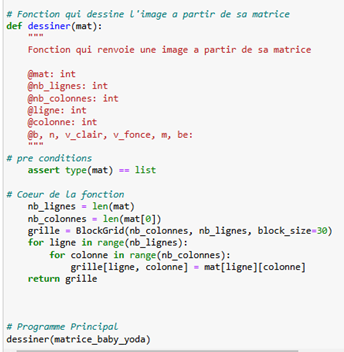 # Fonction qui dessine l'image a partir de sa matrice
def dessiner(mat):
"""
Fonction qui renvoie une image a partir de sa matrice
@mat: int
@nb_lignes: int
@nb_colonnes: int
@ligne: int
@colonne: int
@b, n, v_clair, v_fonce, m, be:
"""
# pre conditions
assert type(mat) == list
# Coeur de la fonction
nb_lignes = len(mat)
nb_colonnes = len(mat[0])
grille = BlockGrid(nb_colonnes, nb_lignes, block_size=30)
for ligne in range(nb_lignes):
for colonne in range(nb_colonnes):
grille[ligne, colonne] = mat[ligne][colonne]
return grille
# Programme Principal
dessiner(matrice_baby_yoda)